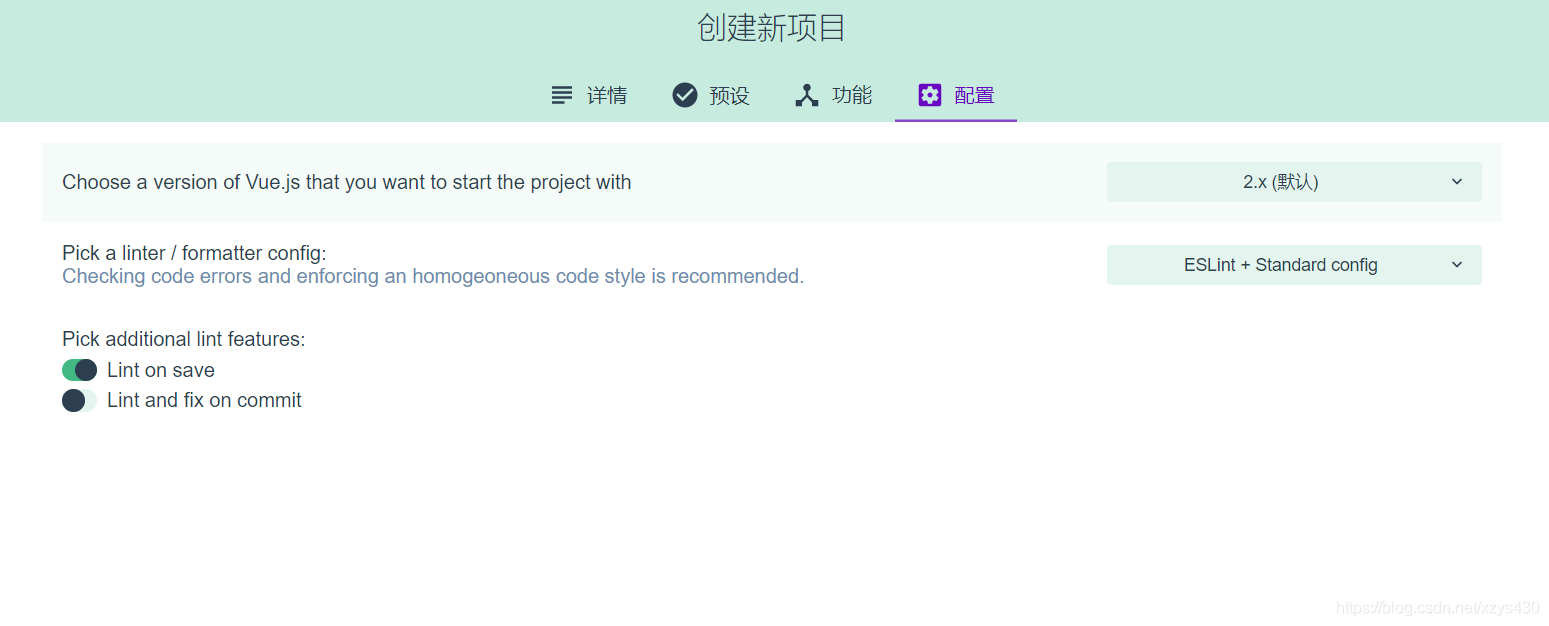 创建新项目
详情 预设 功能 配置
Choose a version of Vue.js that you want to start the project with 2.x (默认)
Pick a linter / formatter config:
Checking code errors and enforcing an homogeoneous code style is recommended.
ESLint + Standard config
Pick additional lint features:
Lint on save
Lint and fix on commit
https://blog.csdn.net/xzys430